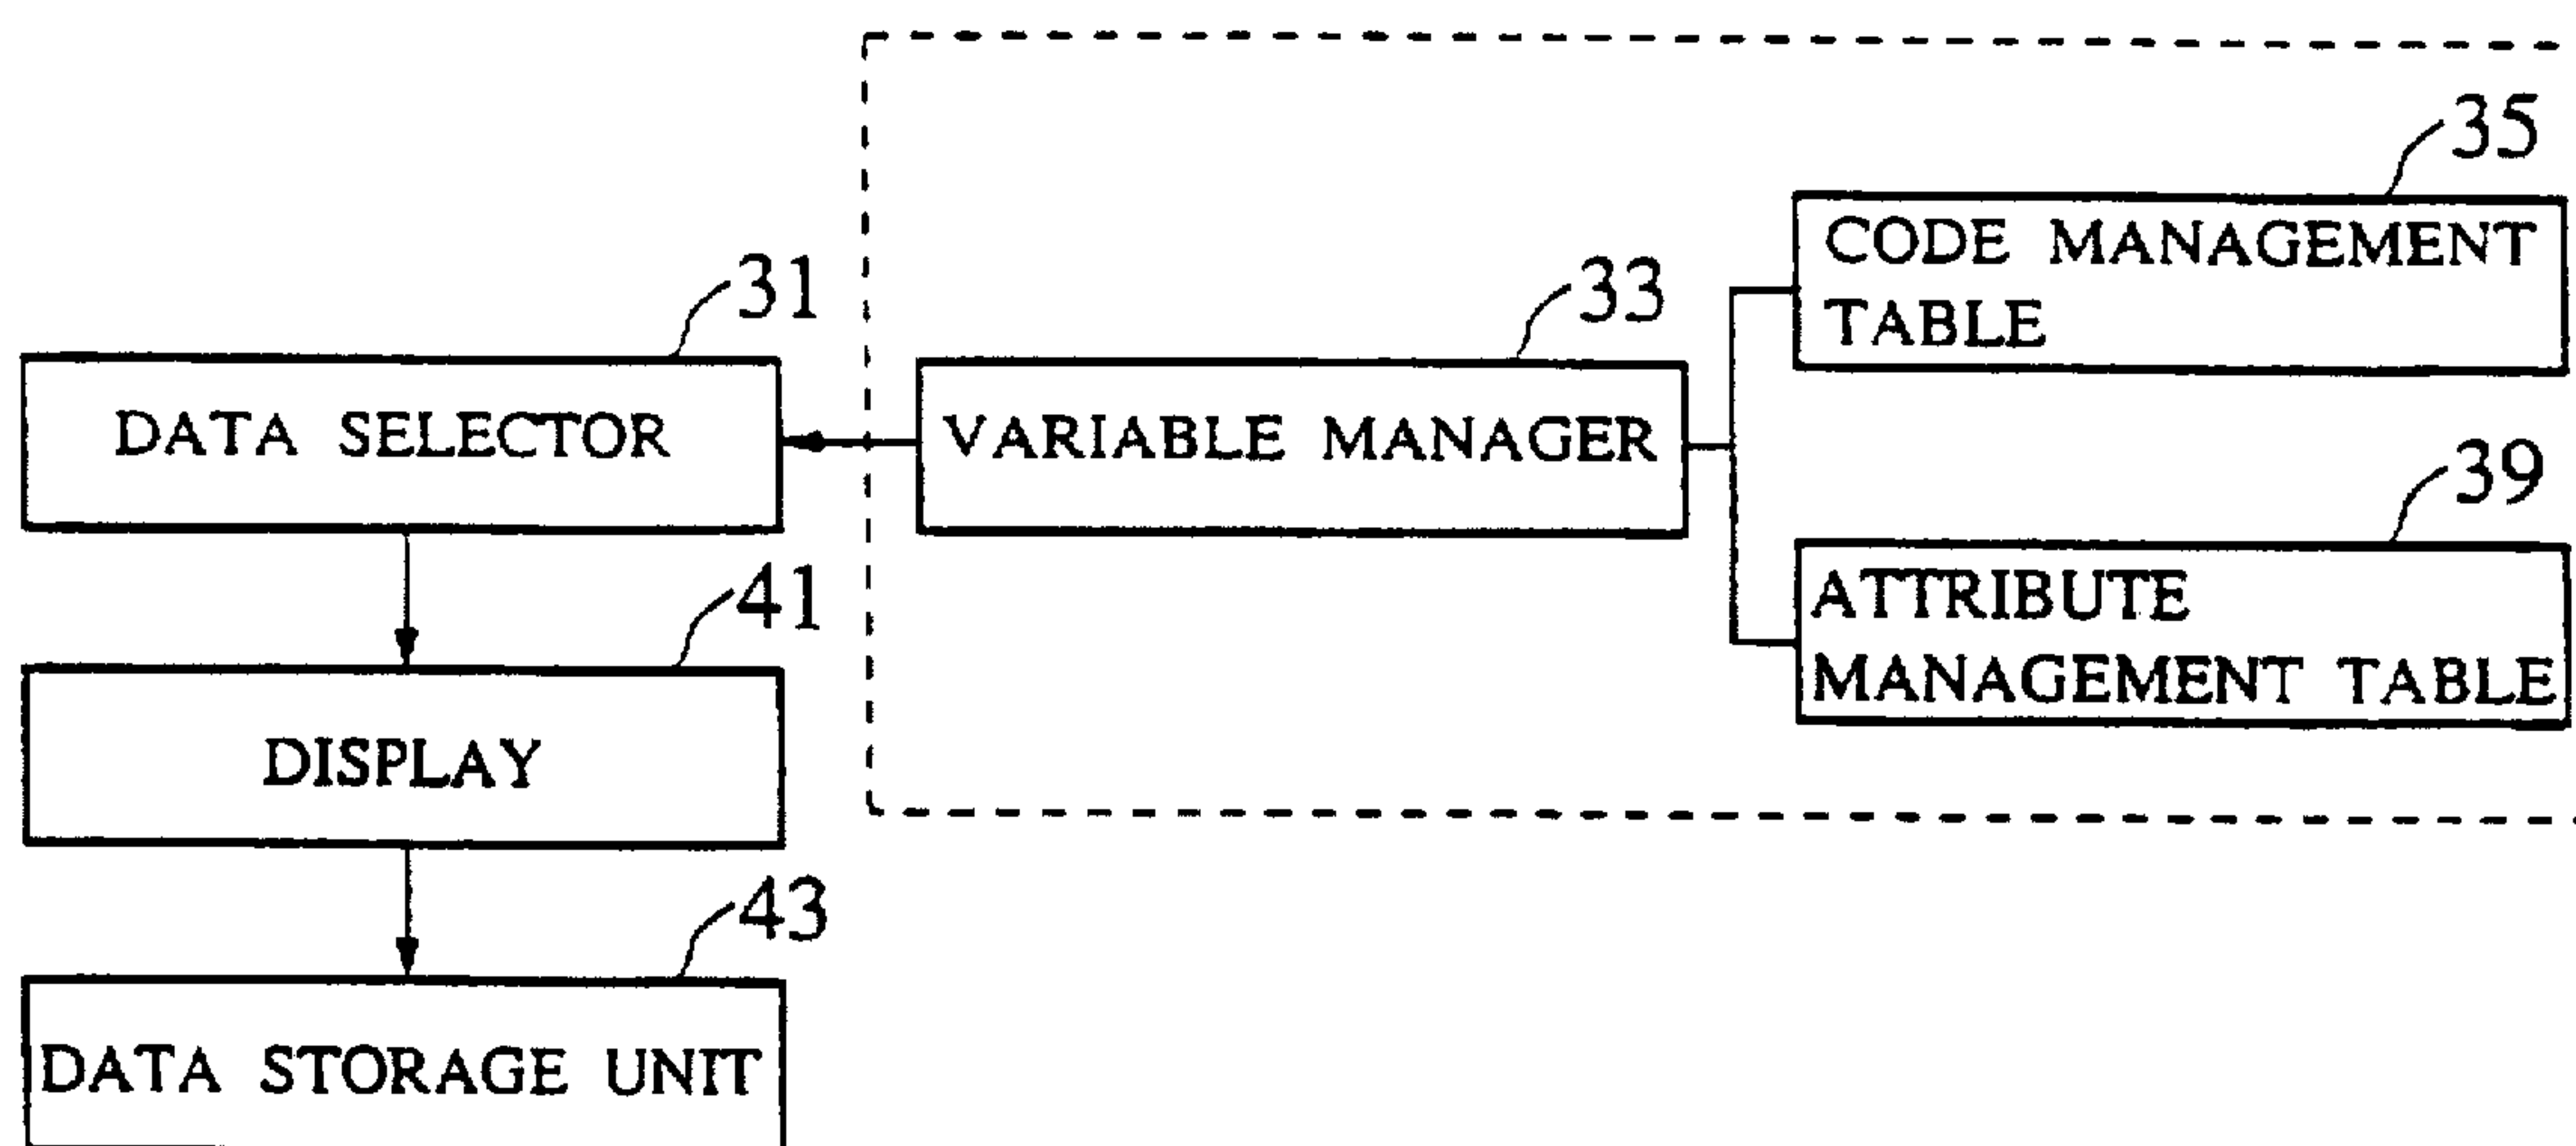 35
CODE MANAGEMENT
TABLE
31
33
DATA SELECTOR
VARIABLE MANAGER
39
ATTRIBUTE
MANAGEMENT TABLE
41
DISPLAY
43
DATA STORAGE UNIT